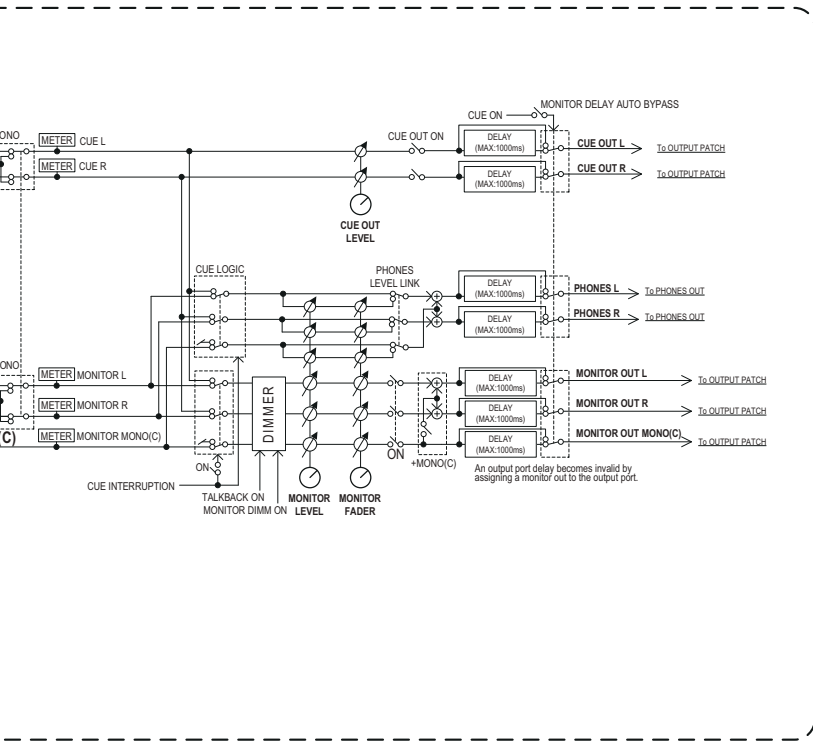 MONITOR DELAY AUTO BYPASS
CUE ON
ONO
METER CUE L
CUE OUT ON
DELAY
(MAX:1000ms)
CUE OUT L
To OUTPUT PATCH
METER CUE R
DELAY
(MAX:1000ms)
CUE OUT R
To OUTPUT PATCH
CUE OUT
LEVEL
CUE LOGIC
PHONES
LEVEL LINK
DELAY
(MAX:1000ms)
PHONES L
To PHONES OUT
DELAY
(MAX:1000ms)
PHONES R
To PHONES OUT
ONO
METER MONITOR L
DELAY
(MAX:1000ms)
MONITOR OUT L
To OUTPUT PATCH
METER MONITOR R
DIMMER
DELAY
(MAX:1000ms)
MONITOR OUT R
To OUTPUT PATCH
(C)
METER MONITOR MONO(C)
ON
+MONO(C)
DELAY
(MAX:1000ms)
MONITOR OUT MONO(C)
To OUTPUT PATCH
ON
CUE INTERRUPTION
TALKBACK ON
MONITOR DIMM ON
MONITOR
LEVEL
MONITOR
FADER
An output port delay becomes invalid by
assigning a monitor out to the output port.